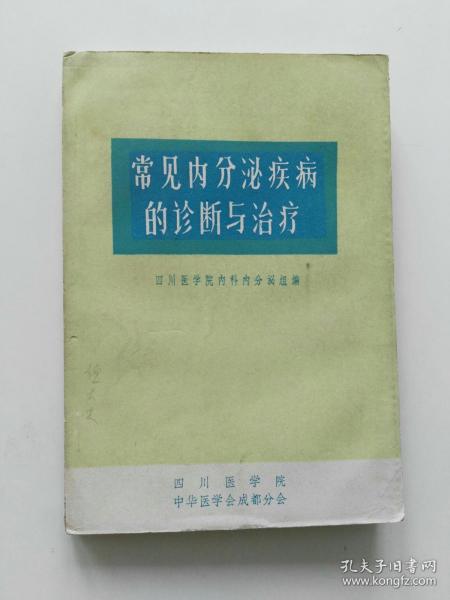 常见内分泌疾病
的诊断与治疗
四川医学院内科内分泌组编
四川医学院
中华医学会成都分会
孔夫子旧书网
www.kongfz.com